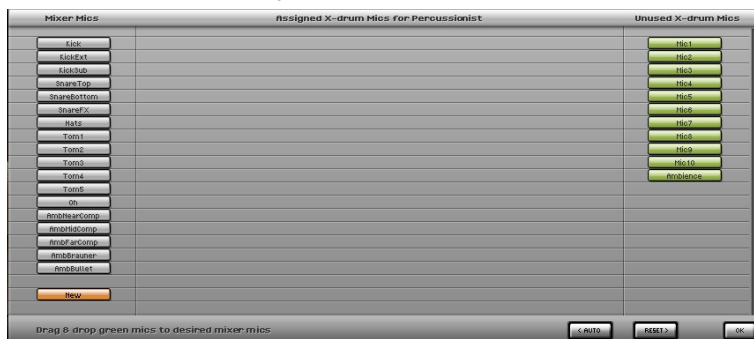 Mixer Mics Assigned X-drum Mics for Percussionist Unused X-drum Mics
Kick Mic1
KickExt Mic2
KickSub Mic3
SnareTop Mic4
SnareBottom Mic5
SnareFX Mic6
Hats Mic7
Tom1 Mic8
Tom2 Mic9
Tom3 Mic10
Tom4 Ambience
Tom5
Oh
AmbNearComp
AmbMidComp
AmbFarComp
AmbBrauner
AmbBullet
New
Drag & drop green mics to desired mixer mics < AUTO RESET > OK